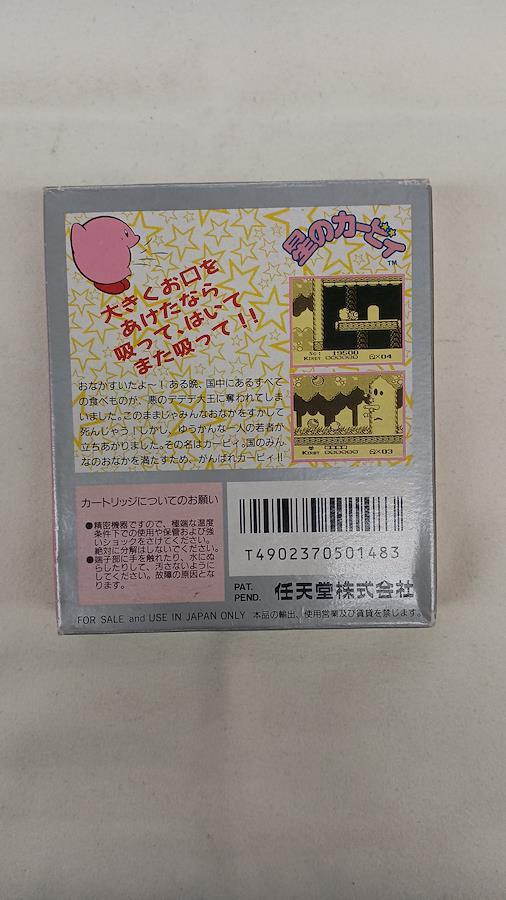 星のカービィ
TM
大きくお口を
あけたなら
吸って、はいて
また吸って!!
Sc: 19500
KIRBY 000000 ×04
おなかすいたよー!ある晩、国中にあるすべて
の食べものが、悪のデデデ大王に奪われてしま
いました。このままじゃみんなおなかをすかして
死んじゃう!しかし、ゆうかんな一人の若者が
立ちあがりました。その名はカービィ。国のみん
なのおなかを満たすため、がんばれカービィ!!
KIRBY 000000 ×03
カートリッジについてのお願い
●精密機器ですので、極端な温度
条件下での使用や保管および強
いショックをさけてください。
絶対に分解はしないでください。
●端子部に手を触れたり、水にぬ
らしたりして、汚さないように
してください。故障の原因とな
ります。
T4902370501483
PAT.
PEND.
任天堂株式会社
FOR SALE and USE IN JAPAN ONLY 本品の輸出、使用営業及び賃貸を禁じます。